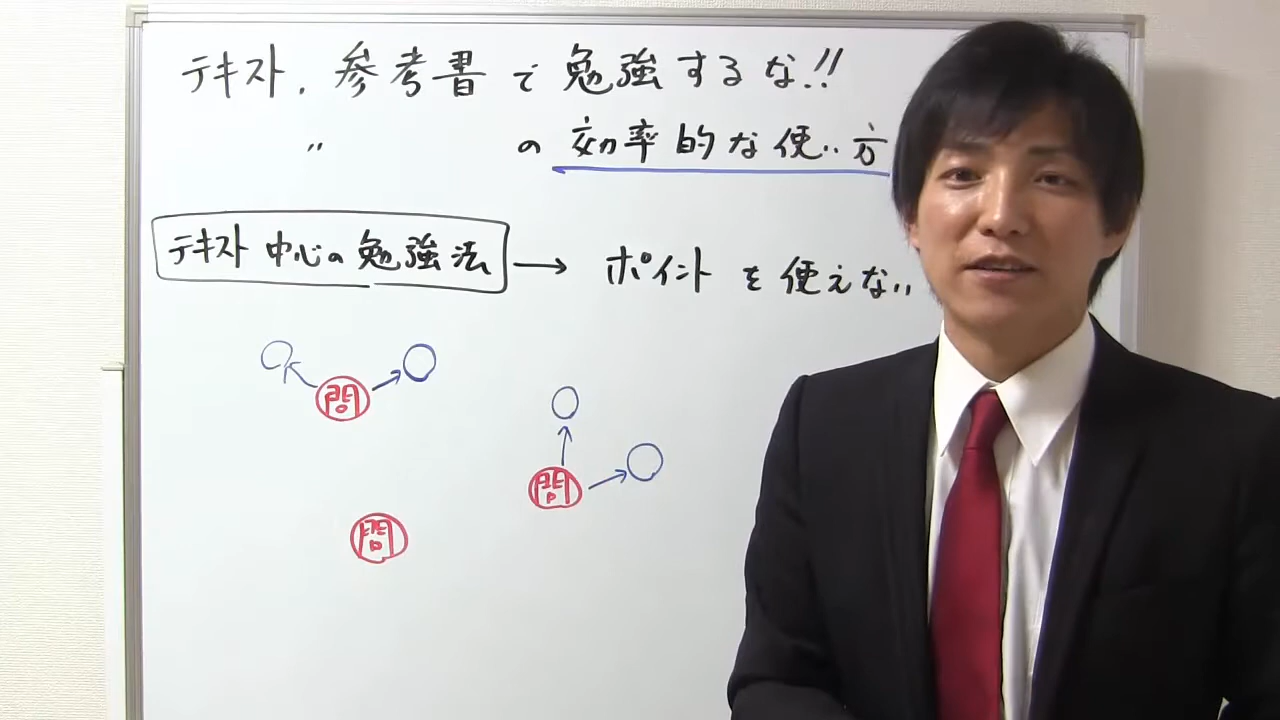 テキスト、参考書で勉強するな!!
〃 の効率的な使い方
テキスト中心の勉強法 → ポイントを使えない
問
問
問